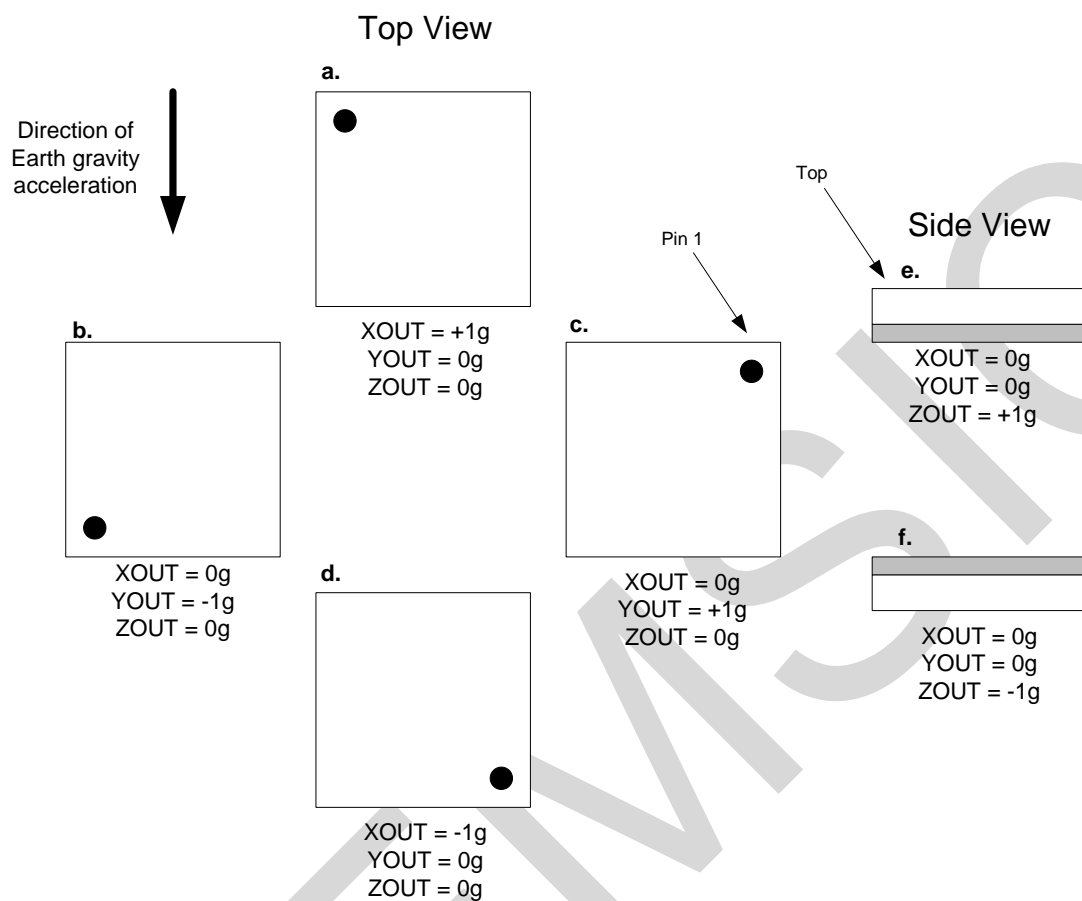 Top View
a.
Direction of
Earth gravity
acceleration
XOUT = +1g
YOUT = 0g
ZOUT = 0g
b.
XOUT = 0g
YOUT = -1g
ZOUT = 0g
Pin 1
c.
XOUT = 0g
YOUT = +1g
ZOUT = 0g
d.
XOUT = -1g
YOUT = 0g
ZOUT = 0g
Top
Side View
e.
XOUT = 0g
YOUT = 0g
ZOUT = +1g
f.
XOUT = 0g
YOUT = 0g
ZOUT = -1g